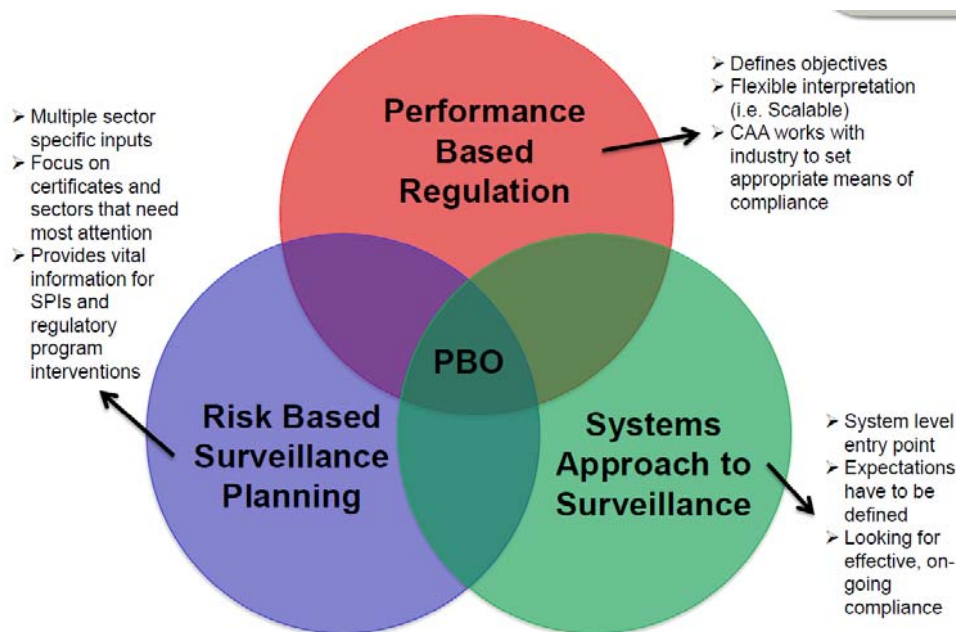 Performance
Based
Regulation
➢ Defines objectives
➢ Flexible interpretation
(i.e. Scalable)
➢ CAA works with
industry to set
appropriate means of
compliance
➢ Multiple sector
specific inputs
➢ Focus on
certificates and
sectors that need
most attention
➢ Provides vital
information for
SPIs and
regulatory
program
interventions
PBO
Risk Based
Surveillance
Planning
Systems
Approach to
Surveillance
➢ System level
entry point
➢ Expectations
have to be
defined
➢ Looking for
effective, on-
going
compliance